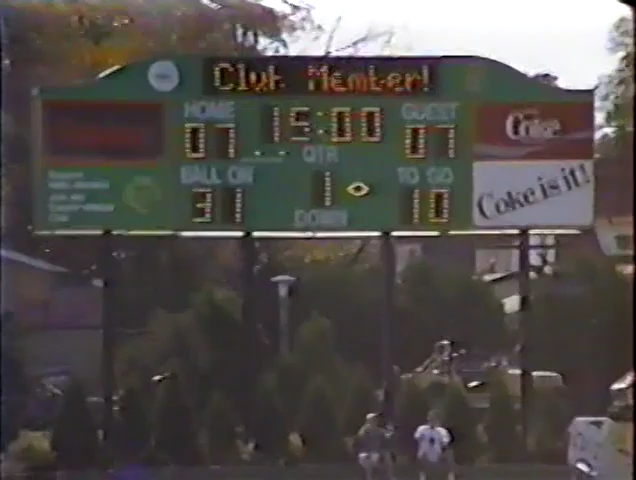 Club Member!
HOME 15:00 GUEST
07 07
QTR
BALL ON 1 TO GO
31 10
DOWN
Coke
Coke is it!